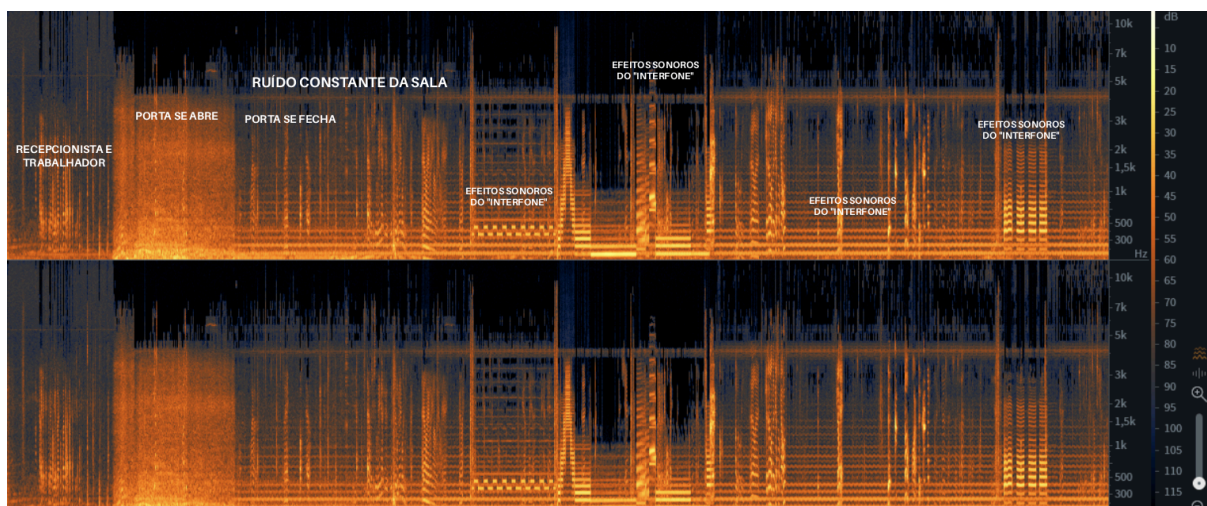 RECEPCIONISTA E
TRABALHADOR
PORTA SE ABRE
RUÍDO CONSTANTE DA SALA
PORTA SE FECHA
EFEITOS SONOROS
DO "INTERFONE"
EFEITOS SONOROS
DO "INTERFONE"
EFEITOS SONOROS
DO "INTERFONE"
EFEITOS SONOROS
DO "INTERFONE"
10k
7k
5k
3k
2k
1,5k
1k
500
300
Hz
10k
7k
5k
3k
2k
1,5k
1k
500
300
dB
10
15
20
25
30
35
40
45
50
55
60
65
70
75
80
85
90
95
100
105
110
115